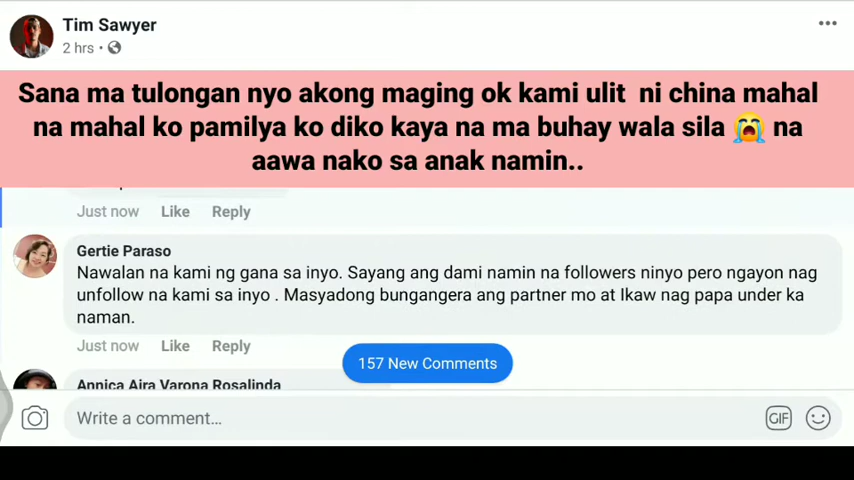 Tim Sawyer
2 hrs
Sana ma tulongan nyo akong maging ok kami ulit ni china mahal
na mahal ko pamilya ko diko kaya na ma buhay wala sila 😭 na
aawa nako sa anak namin..
Just now Like Reply
Gertie Paraso
Nawalan na kami ng gana sa inyo. Sayang ang dami namin na followers ninyo pero ngayon nag
unfollow na kami sa inyo . Masyadong bungangera ang partner mo at Ikaw nag papa under ka
naman.
Just now Like Reply
157 New Comments
Annica Aira Varona Rosalinda
Write a comment...
GIF